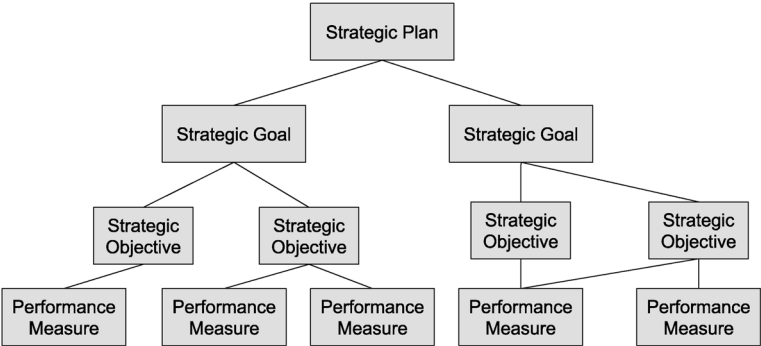 Strategic Plan
Strategic Goal
Strategic Goal
Strategic
Objective
Strategic
Objective
Strategic
Objective
Strategic
Objective
Performance
Measure
Performance
Measure
Performance
Measure
Performance
Measure
Performance
Measure